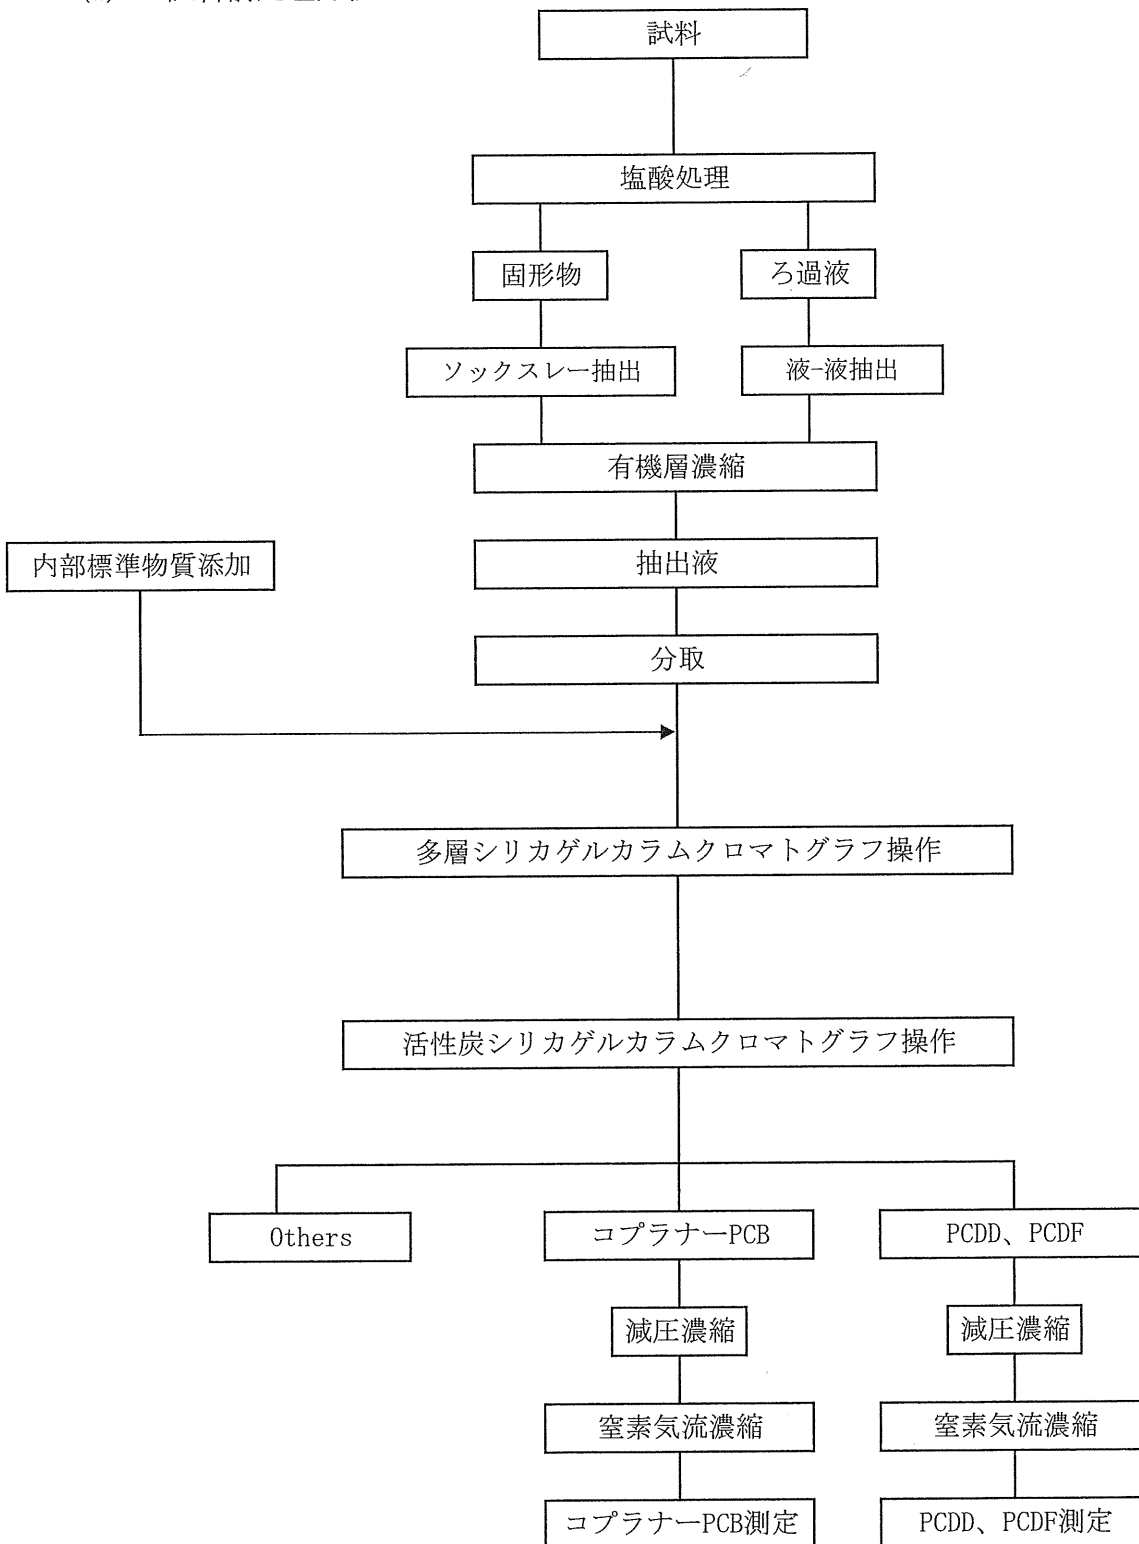 試料
塩酸処理
固形物
ろ過液
ソックスレー抽出
液-液抽出
有機層濃縮
内部標準物質添加
抽出液
分取
多層シリカゲルカラムクロマトグラフ操作
活性炭シリカゲルカラムクロマトグラフ操作
Others
コプラナーPCB
PCDD、PCDF
減圧濃縮
減圧濃縮
窒素気流濃縮
窒素気流濃縮
コプラナーPCB測定
PCDD、PCDF測定